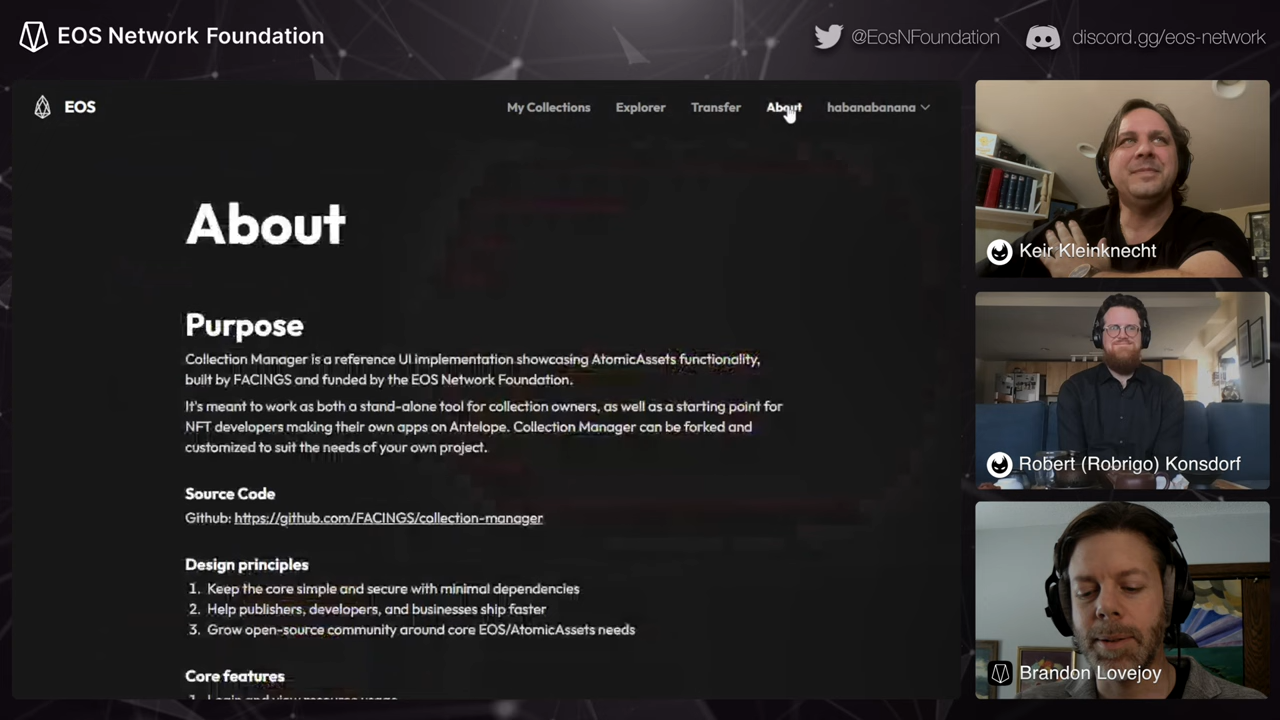 EOS Network Foundation
@EosNFoundation
discord.gg/eos-network
EOS
My Collections
Explorer
Transfer
About
habanabanana
About
Purpose
Collection Manager is a reference UI implementation showcasing AtomicAssets functionality,
built by FACINGS and funded by the EOS Network Foundation.
It's meant to work as both a stand-alone tool for collection owners, as well as a starting point for
NFT developers making their own apps on Antelope. Collection Manager can be forked and
customized to suit the needs of your own project.
Source Code
Github: https://github.com/FACINGS/collection-manager
Design principles
1. Keep the core simple and secure with minimal dependencies
2. Help publishers, developers, and businesses ship faster
3. Grow open-source community around core EOS/AtomicAssets needs
Core features
1. Login and view resource usage
Keir Kleinknecht
Robert (Robrigo) Konsdorf
Brandon Lovejoy